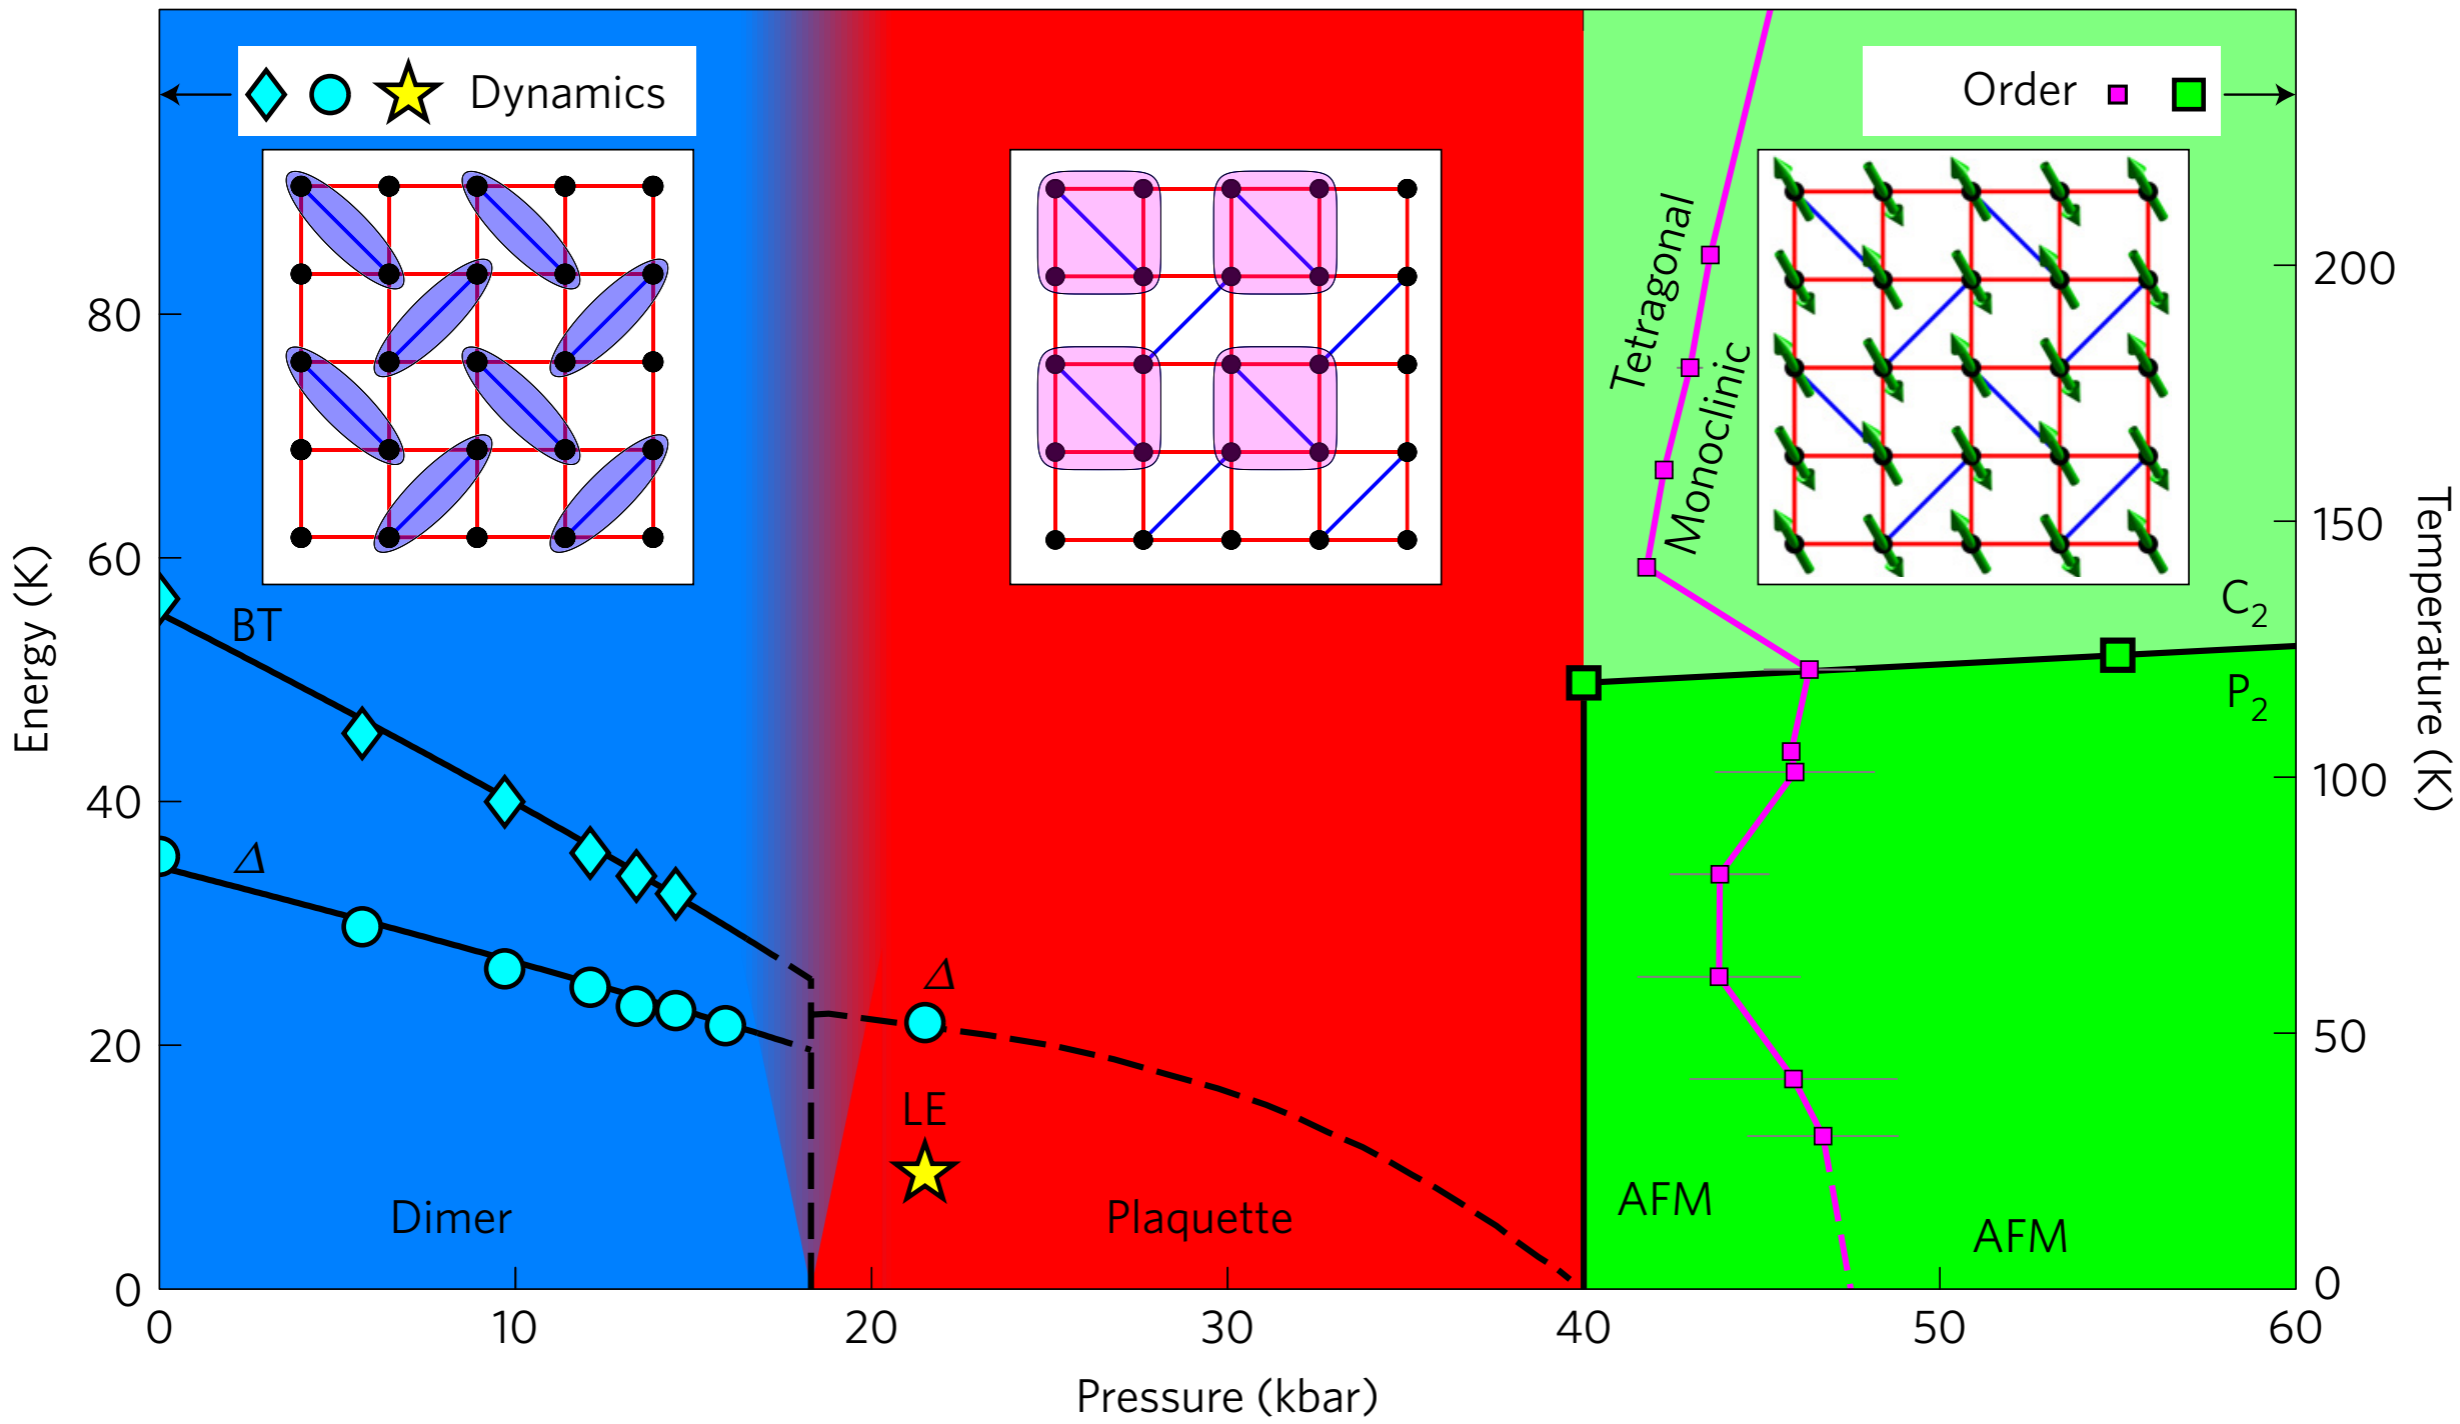 Dynamics
Order
Tetragonal
Monoclinic
200
80
150
60
C₂
BT
P₂
Energy (K)
Temperature (K)
40
100
Δ
Δ
20
50
LE
Dimer
Plaquette
AFM
AFM
0
0
0
10
20
30
40
50
60
Pressure (kbar)